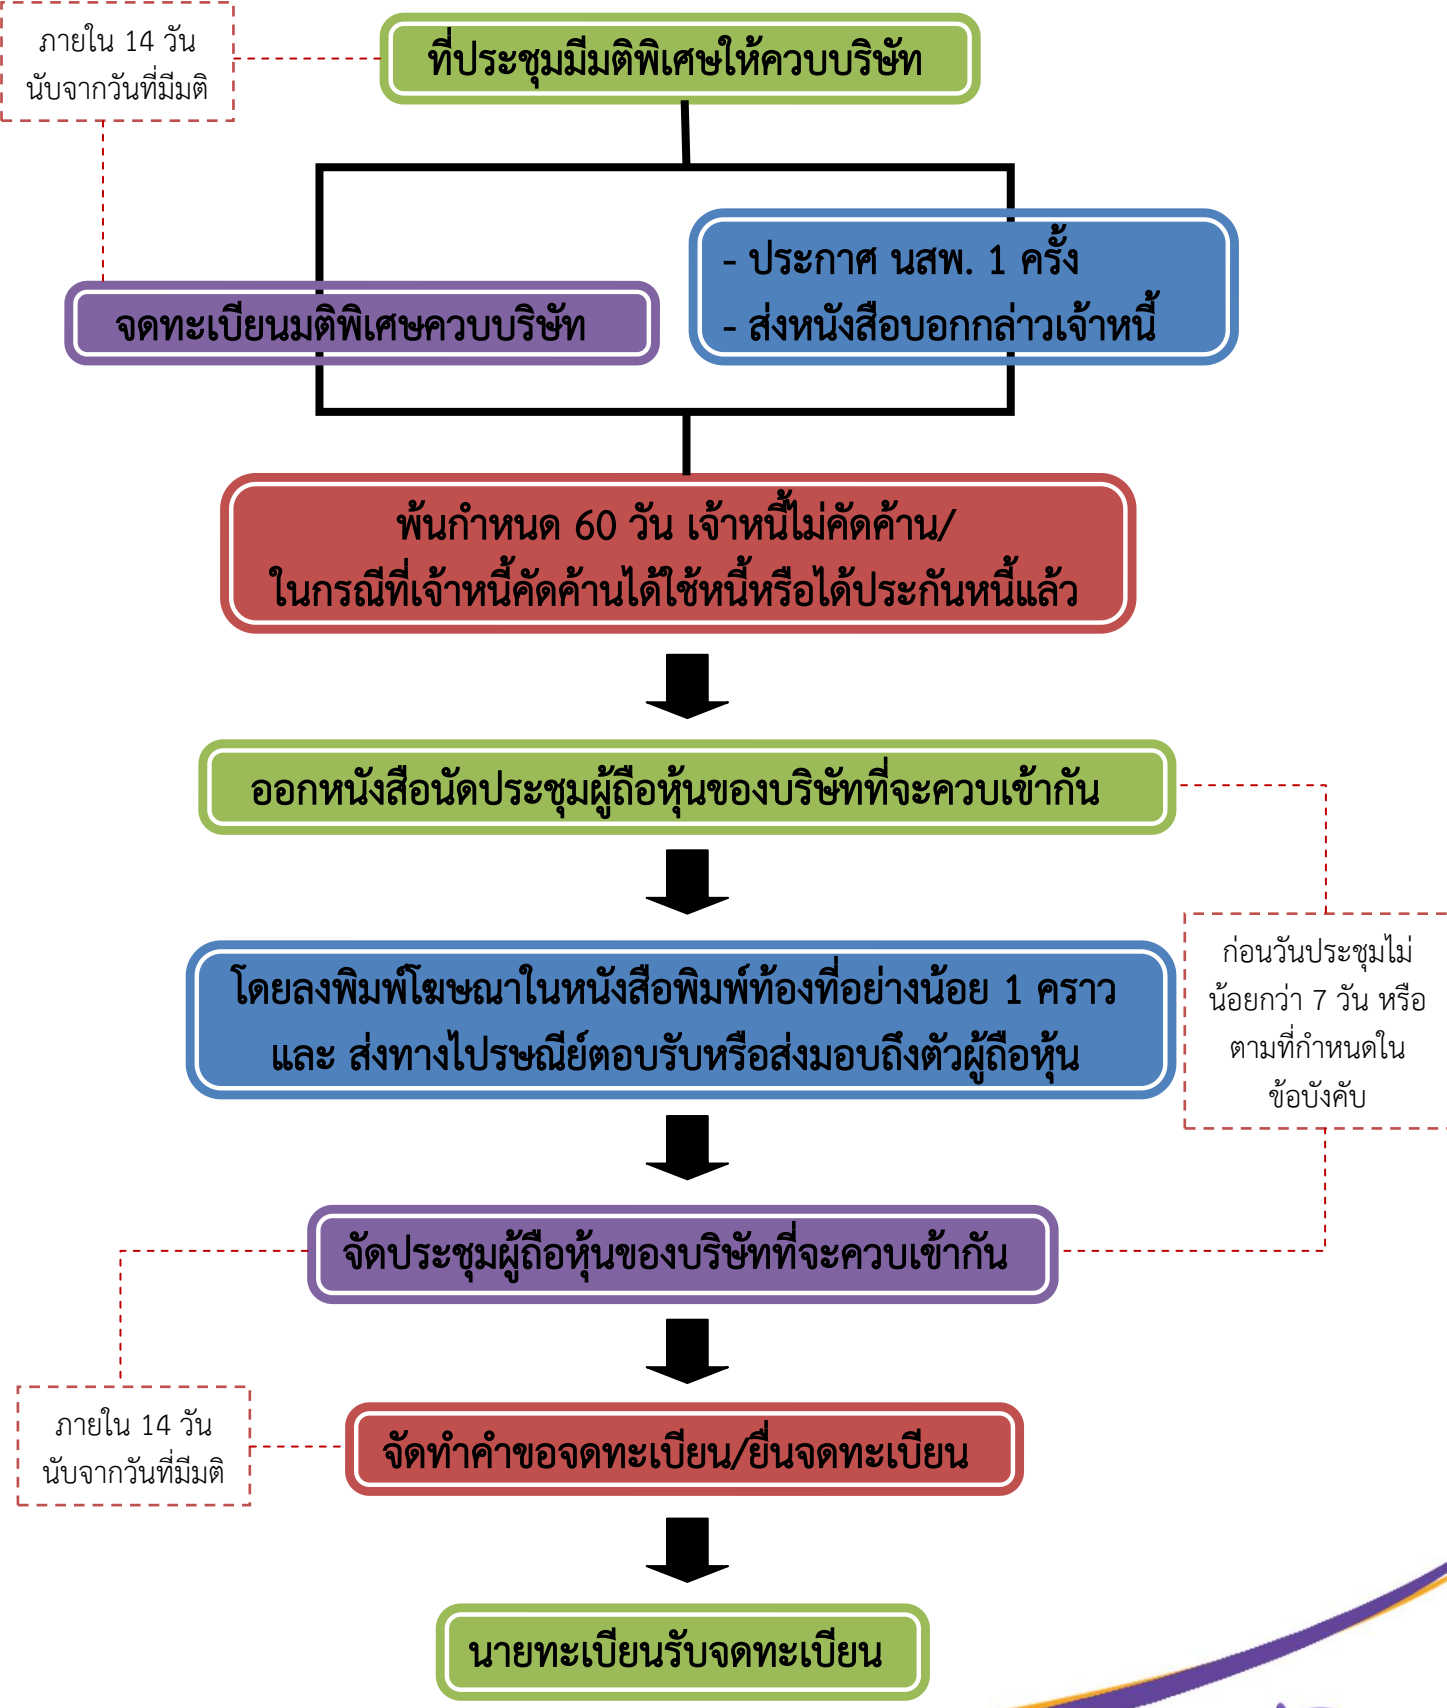 ภายใน 14 วัน
นับจากวันที่มีมติ
ที่ประชุมมีมติพิเศษให้ควบบริษัท
- ประกาศ นสพ. 1 ครั้ง
- ส่งหนังสือบอกกล่าวเจ้าหนี้
จดทะเบียนมติพิเศษควบบริษัท
พ้นกำหนด 60 วัน เจ้าหนี้ไม่คัดค้าน/
ในกรณีที่เจ้าหนี้คัดค้านได้ใช้หนี้หรือได้ประกันหนี้แล้ว
ออกหนังสือนัดประชุมผู้ถือหุ้นของบริษัทที่จะควบเข้ากัน
โดยลงพิมพ์โฆษณาในหนังสือพิมพ์ท้องที่อย่างน้อย 1 คราว
และ ส่งทางไปรษณีย์ตอบรับหรือส่งมอบถึงตัวผู้ถือหุ้น
ก่อนวันประชุมไม่
น้อยกว่า 7 วัน หรือ
ตามที่กำหนดใน
ข้อบังคับ
จัดประชุมผู้ถือหุ้นของบริษัทที่จะควบเข้ากัน
ภายใน 14 วัน
นับจากวันที่มีมติ
จัดทำคำขอจดทะเบียน/ยื่นจดทะเบียน
นายทะเบียนรับจดทะเบียน